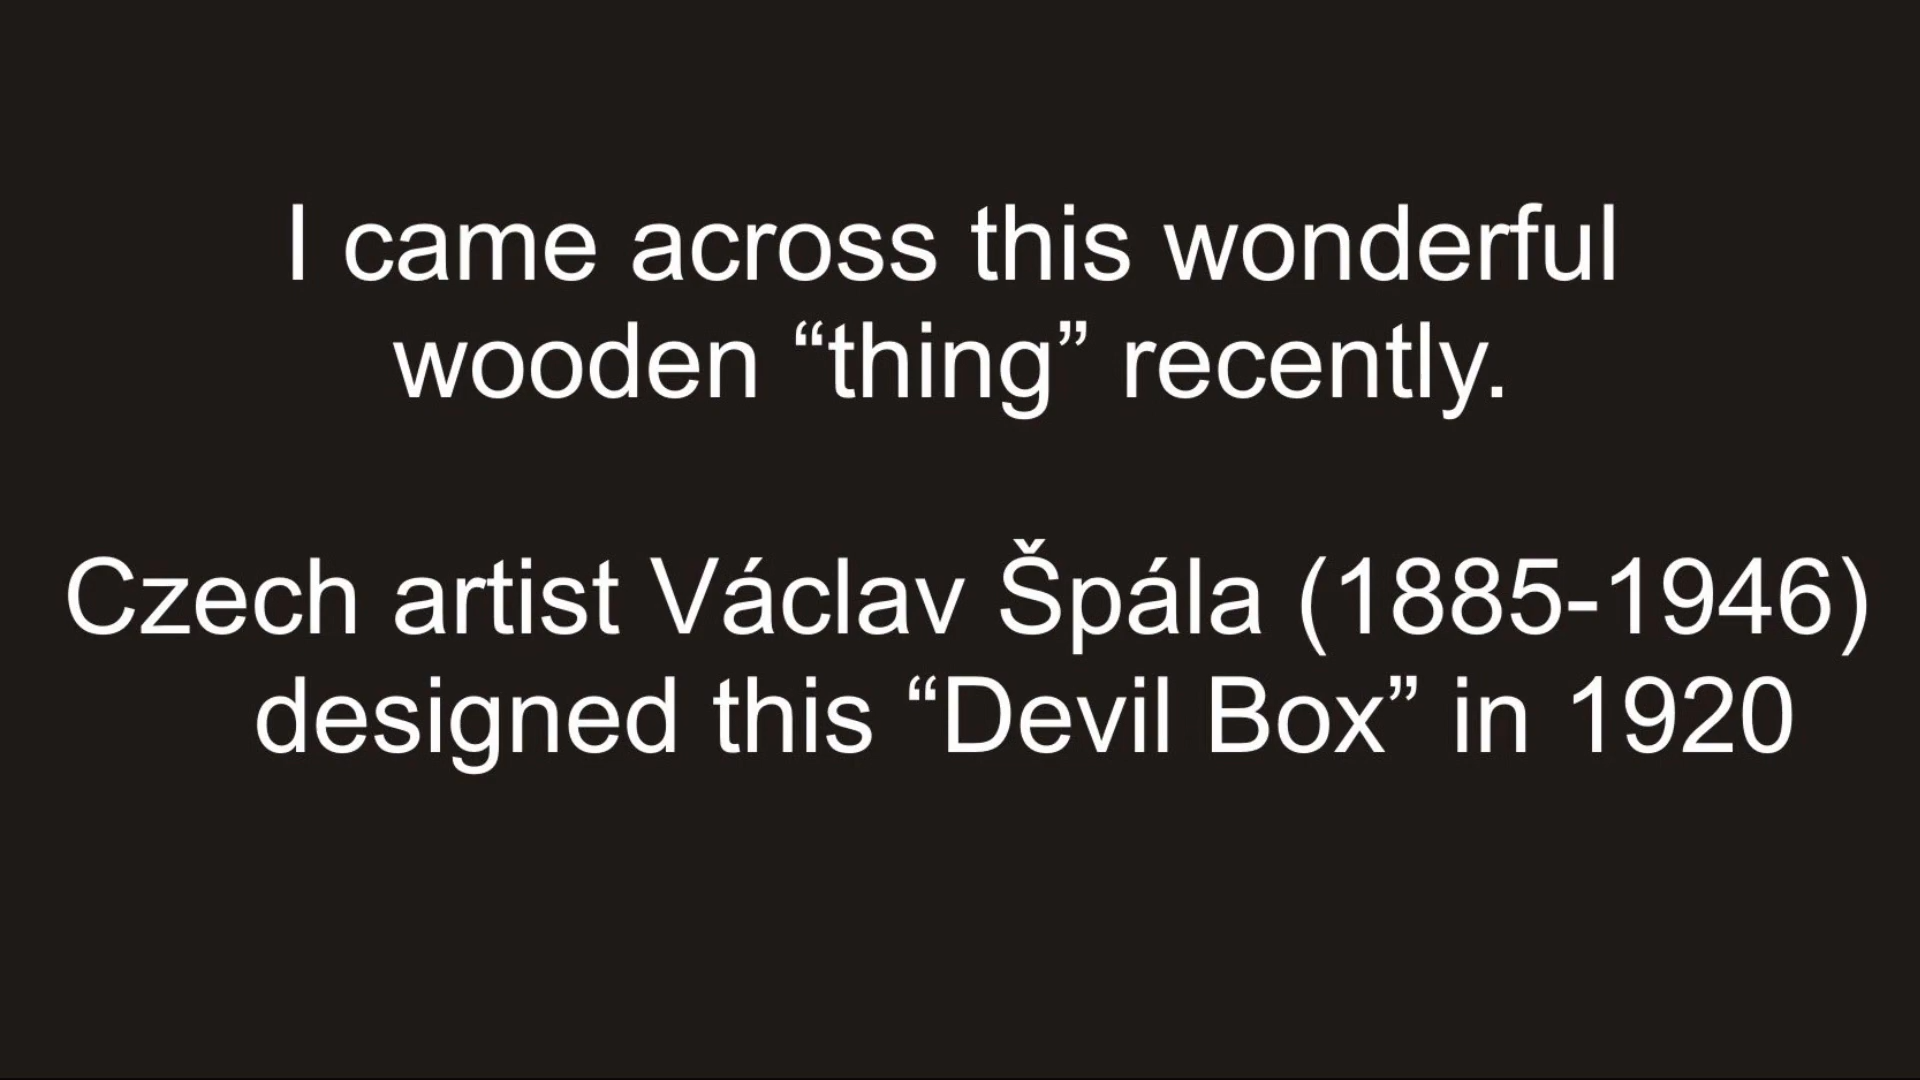 I came across this wonderful
wooden “thing” recently.
Czech artist Václav Špála (1885-1946)
designed this “Devil Box” in 1920